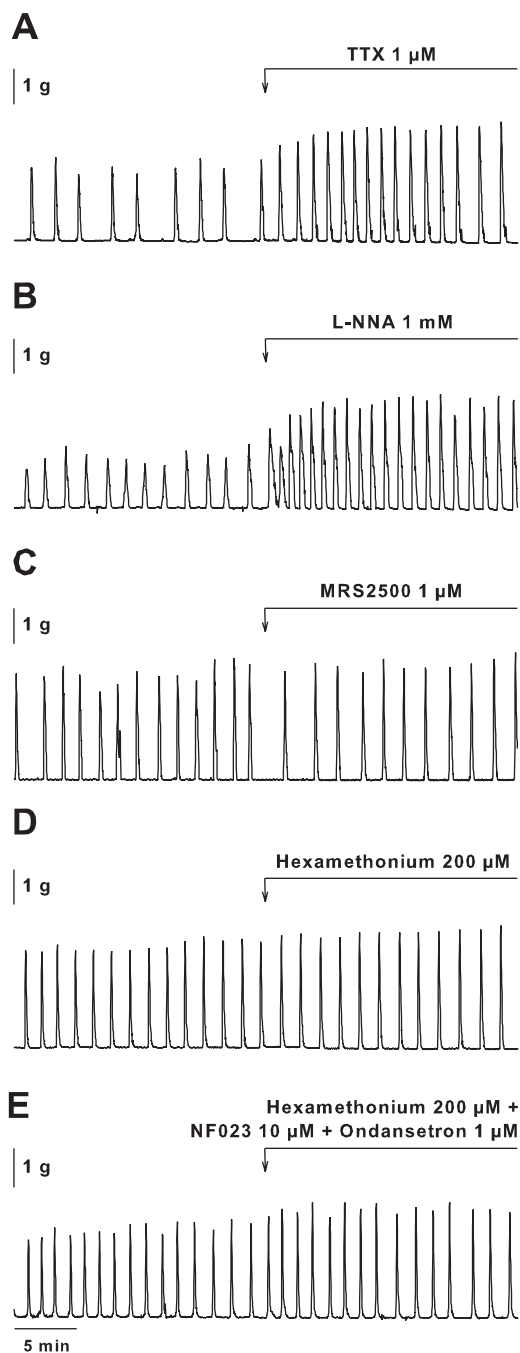 A
TTX 1 µM
1 g
B
L-NNA 1 mM
1 g
C
MRS2500 1 µM
1 g
D
Hexamethonium 200 µM
1 g
E
Hexamethonium 200 µM +
NF023 10 µM + Ondansetron 1 µM
1 g
5 min